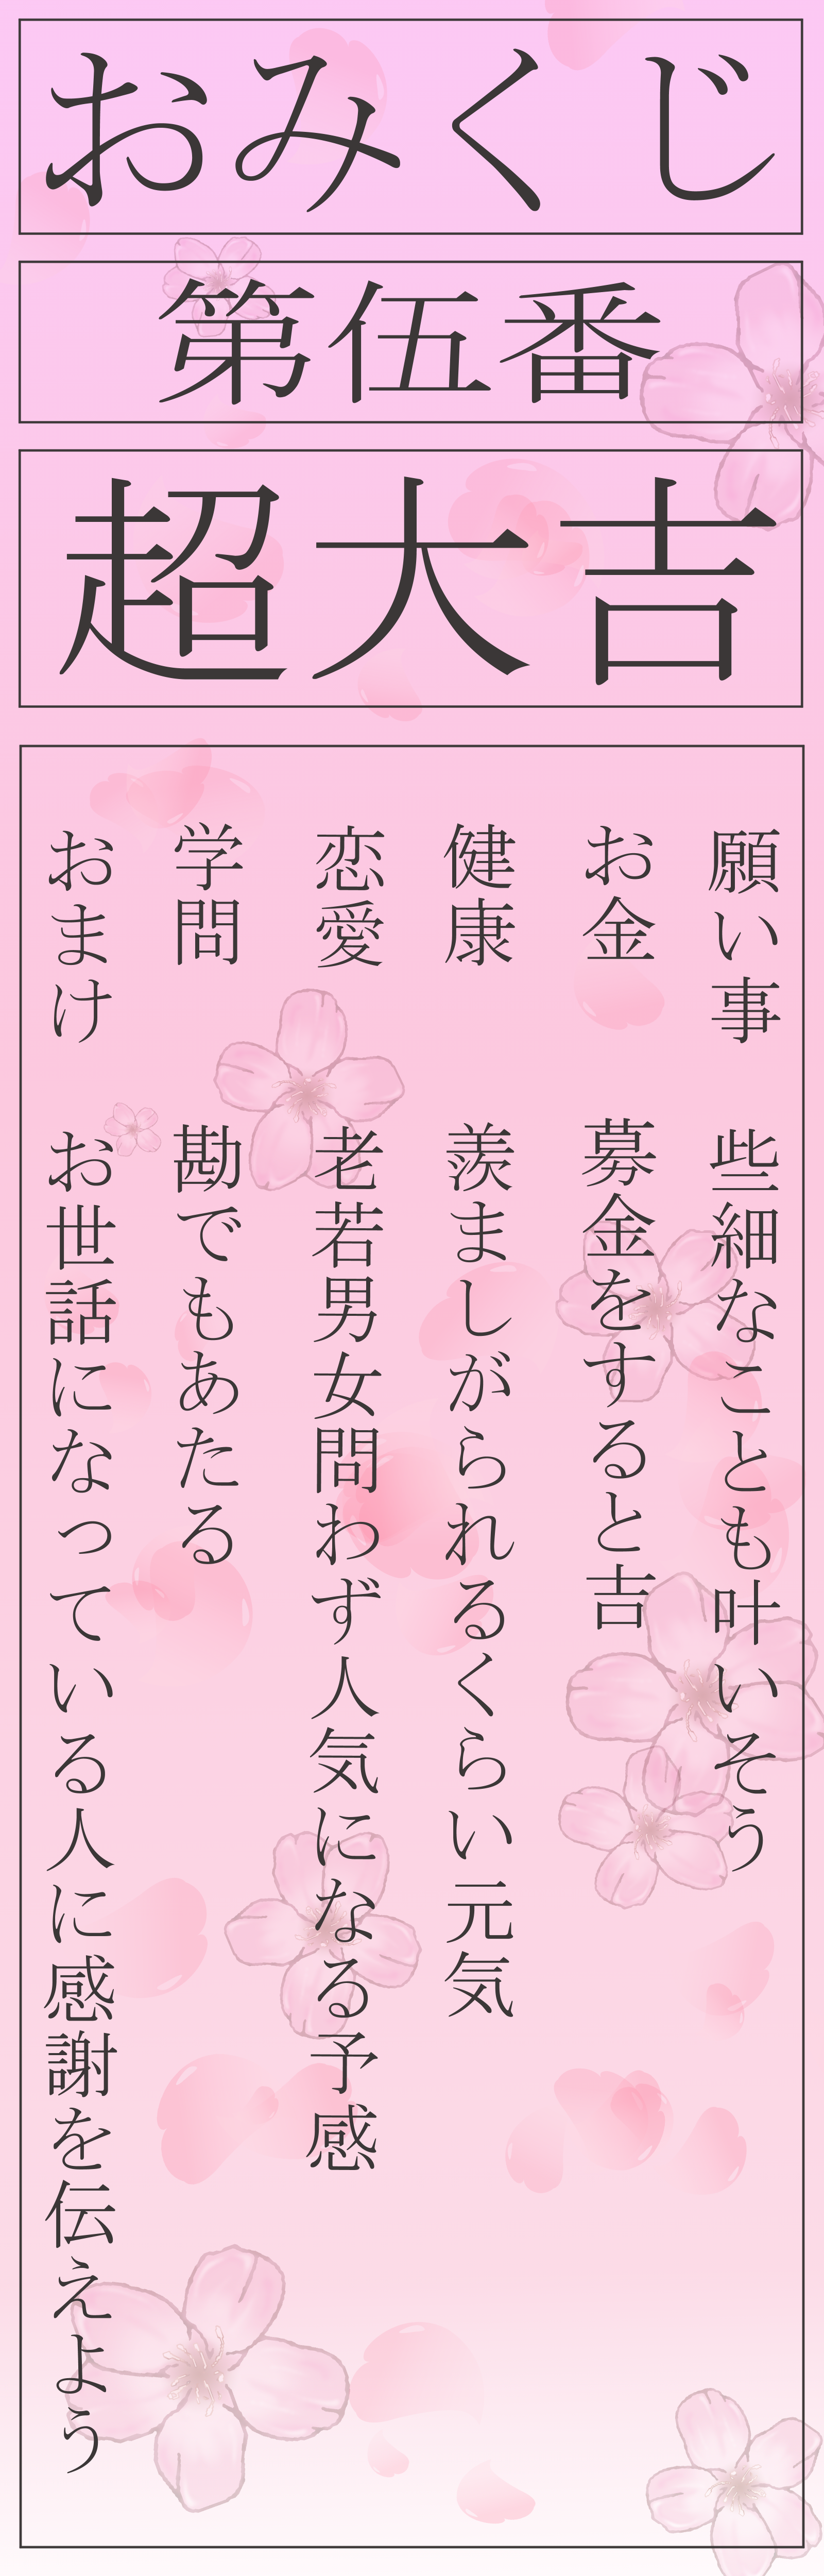 おみくじ
第伍番
超大吉
願い事 些細なことも叶いそう
お金 募金をすると吉
健康 羨ましがられるくらい元気
恋愛 老若男女問わず人気になる予感
学問 勘でもあたる
おまけ お世話になっている人に感謝を伝えよう